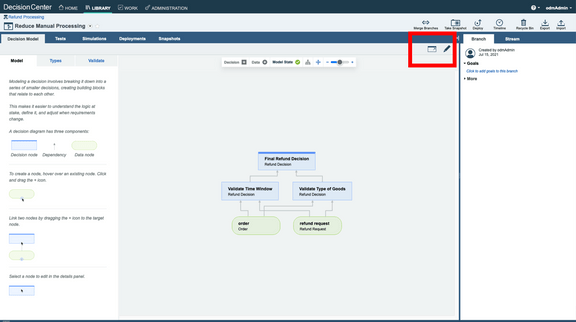 DecisionCenter
HOME
LIBRARY
WORK
ADMINISTRATION
odmAdmin
Refund Processing
Reduce Manual Processing
Merge Branches
Take Snapshot
Deploy
Timeline
Recycle Bin
Export
Import
Decision Model
Tests
Simulations
Deployments
Snapshots
Branch
Stream
Model
Types
Validate
Decision
Data
Model State
Created by odmAdmin
Jul 15, 2021
Goals
Click to add goals to this branch
More
Modeling a decision involves breaking it down into a
series of smaller decisions, creating building blocks
that relate to each other.
This makes it easier to understand the logic at
stake, define it, and adjust when requirements
change.
A decision diagram has three components:
Decision node
Dependency
Data node
To create a node, hover over an existing node. Click
and drag the + icon.
Link two nodes by dragging the + icon to the target
node.
Select a node to edit in the details panel.
Final Refund Decision
Refund Decision
Validate Time Window
Refund Decision
Validate Type of Goods
Refund Decision
order
Order
refund request
Refund Request